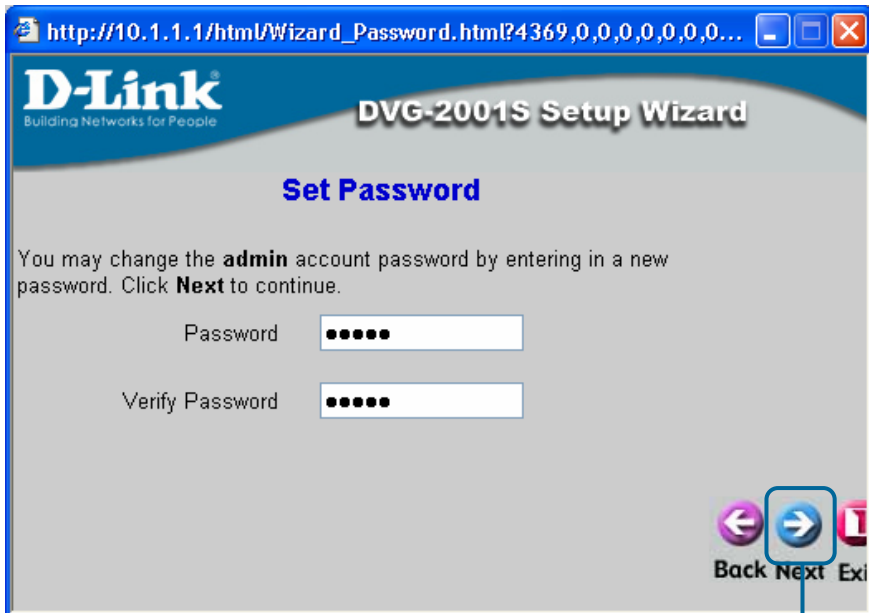 http://10.1.1.1/html/Wizard_Password.html?4369,0,0,0,0,0,0,0...
D-Link
Building Networks for People
DVG-2001S Setup Wizard
Set Password
You may change the admin account password by entering in a new
password. Click Next to continue.
Password •••••
Verify Password •••••
Back Next Exi